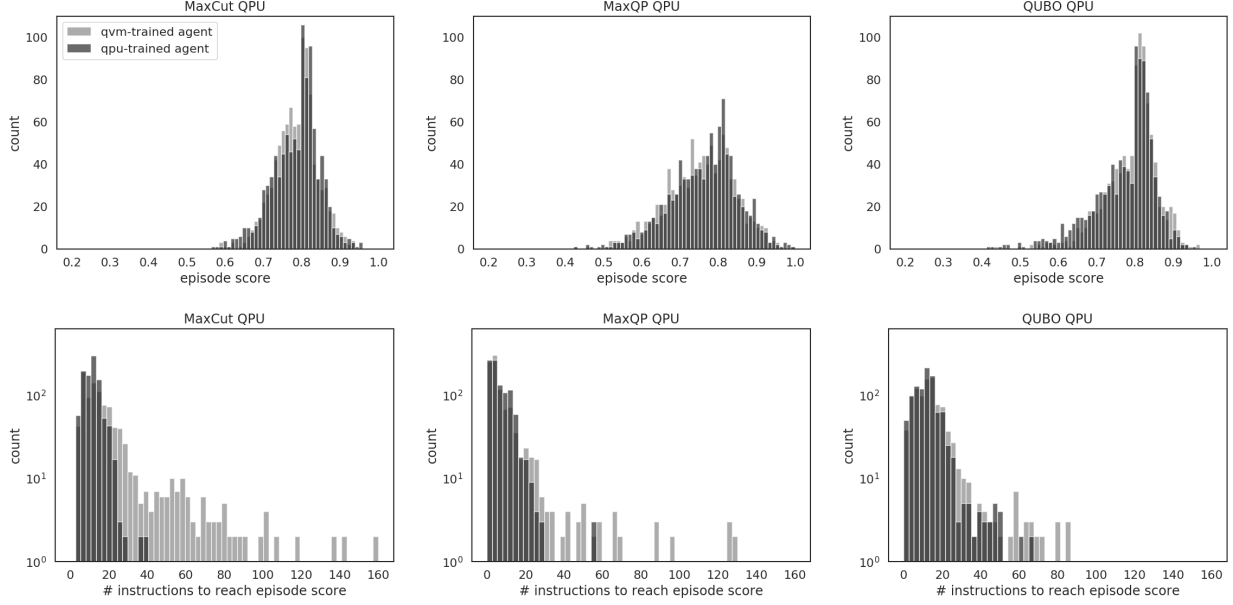 MaxCut QPU
qvm-trained agent
qpu-trained agent
count
100
80
60
40
20
0
0.2 0.3 0.4 0.5 0.6 0.7 0.8 0.9 1.0
episode score
MaxQP QPU
count
100
80
60
40
20
0
0.2 0.3 0.4 0.5 0.6 0.7 0.8 0.9 1.0
episode score
QUBO QPU
count
100
80
60
40
20
0
0.2 0.3 0.4 0.5 0.6 0.7 0.8 0.9 1.0
episode score
MaxCut QPU
count
10²
10¹
10⁰
0 20 40 60 80 100 120 140 160
# instructions to reach episode score
MaxQP QPU
count
10²
10¹
10⁰
0 20 40 60 80 100 120 140 160
# instructions to reach episode score
QUBO QPU
count
10²
10¹
10⁰
0 20 40 60 80 100 120 140 160
# instructions to reach episode score